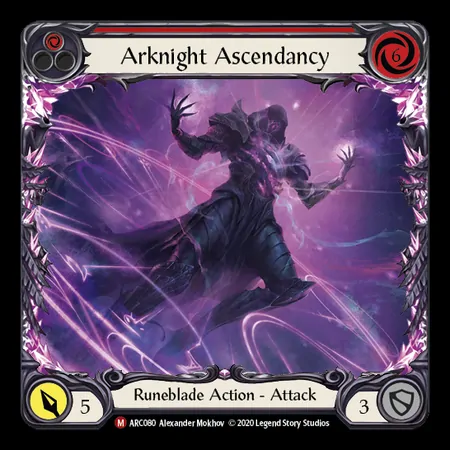 Arknight Ascendancy
6
5
Runeblade Action - Attack
3
M ARC080 Alexander Mokhov ©2020 Legend Story Studios